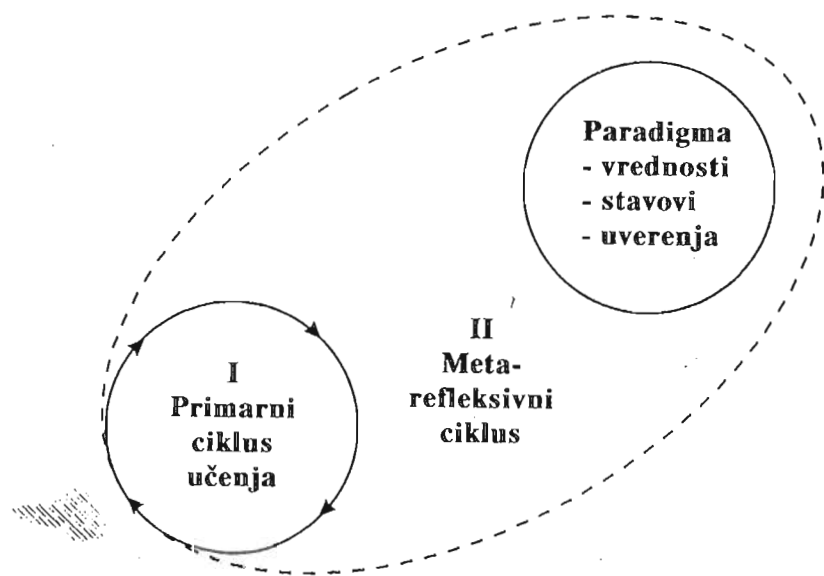 Paradigma
- vrednosti
- stavovi
- uverenja
II
Meta-
refleksivni
ciklus
I
Primarni
ciklus
učenja